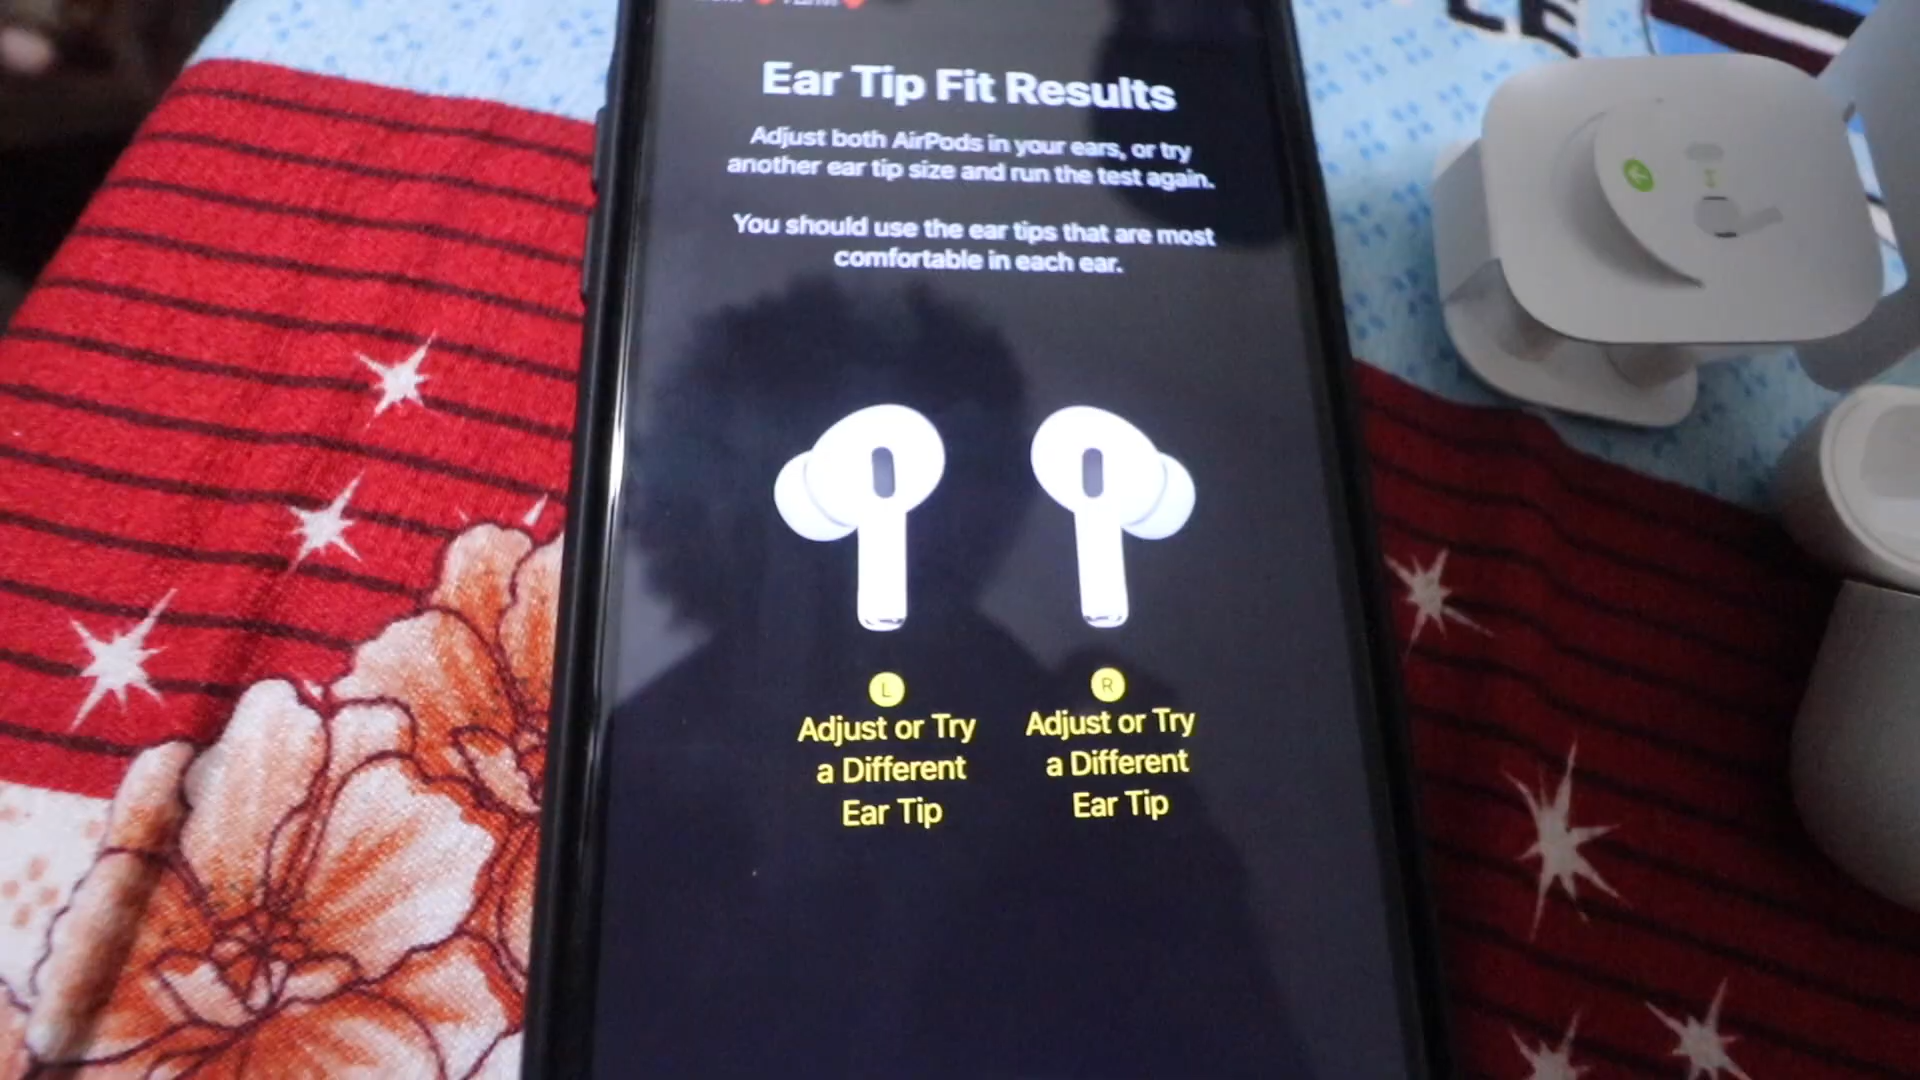 LE
Ear Tip Fit Results
Adjust both AirPods in your ears, or try
another ear tip size and run the test again.
You should use the ear tips that are most
comfortable in each ear.
L
Adjust or Try
a Different
Ear Tip
R
Adjust or Try
a Different
Ear Tip